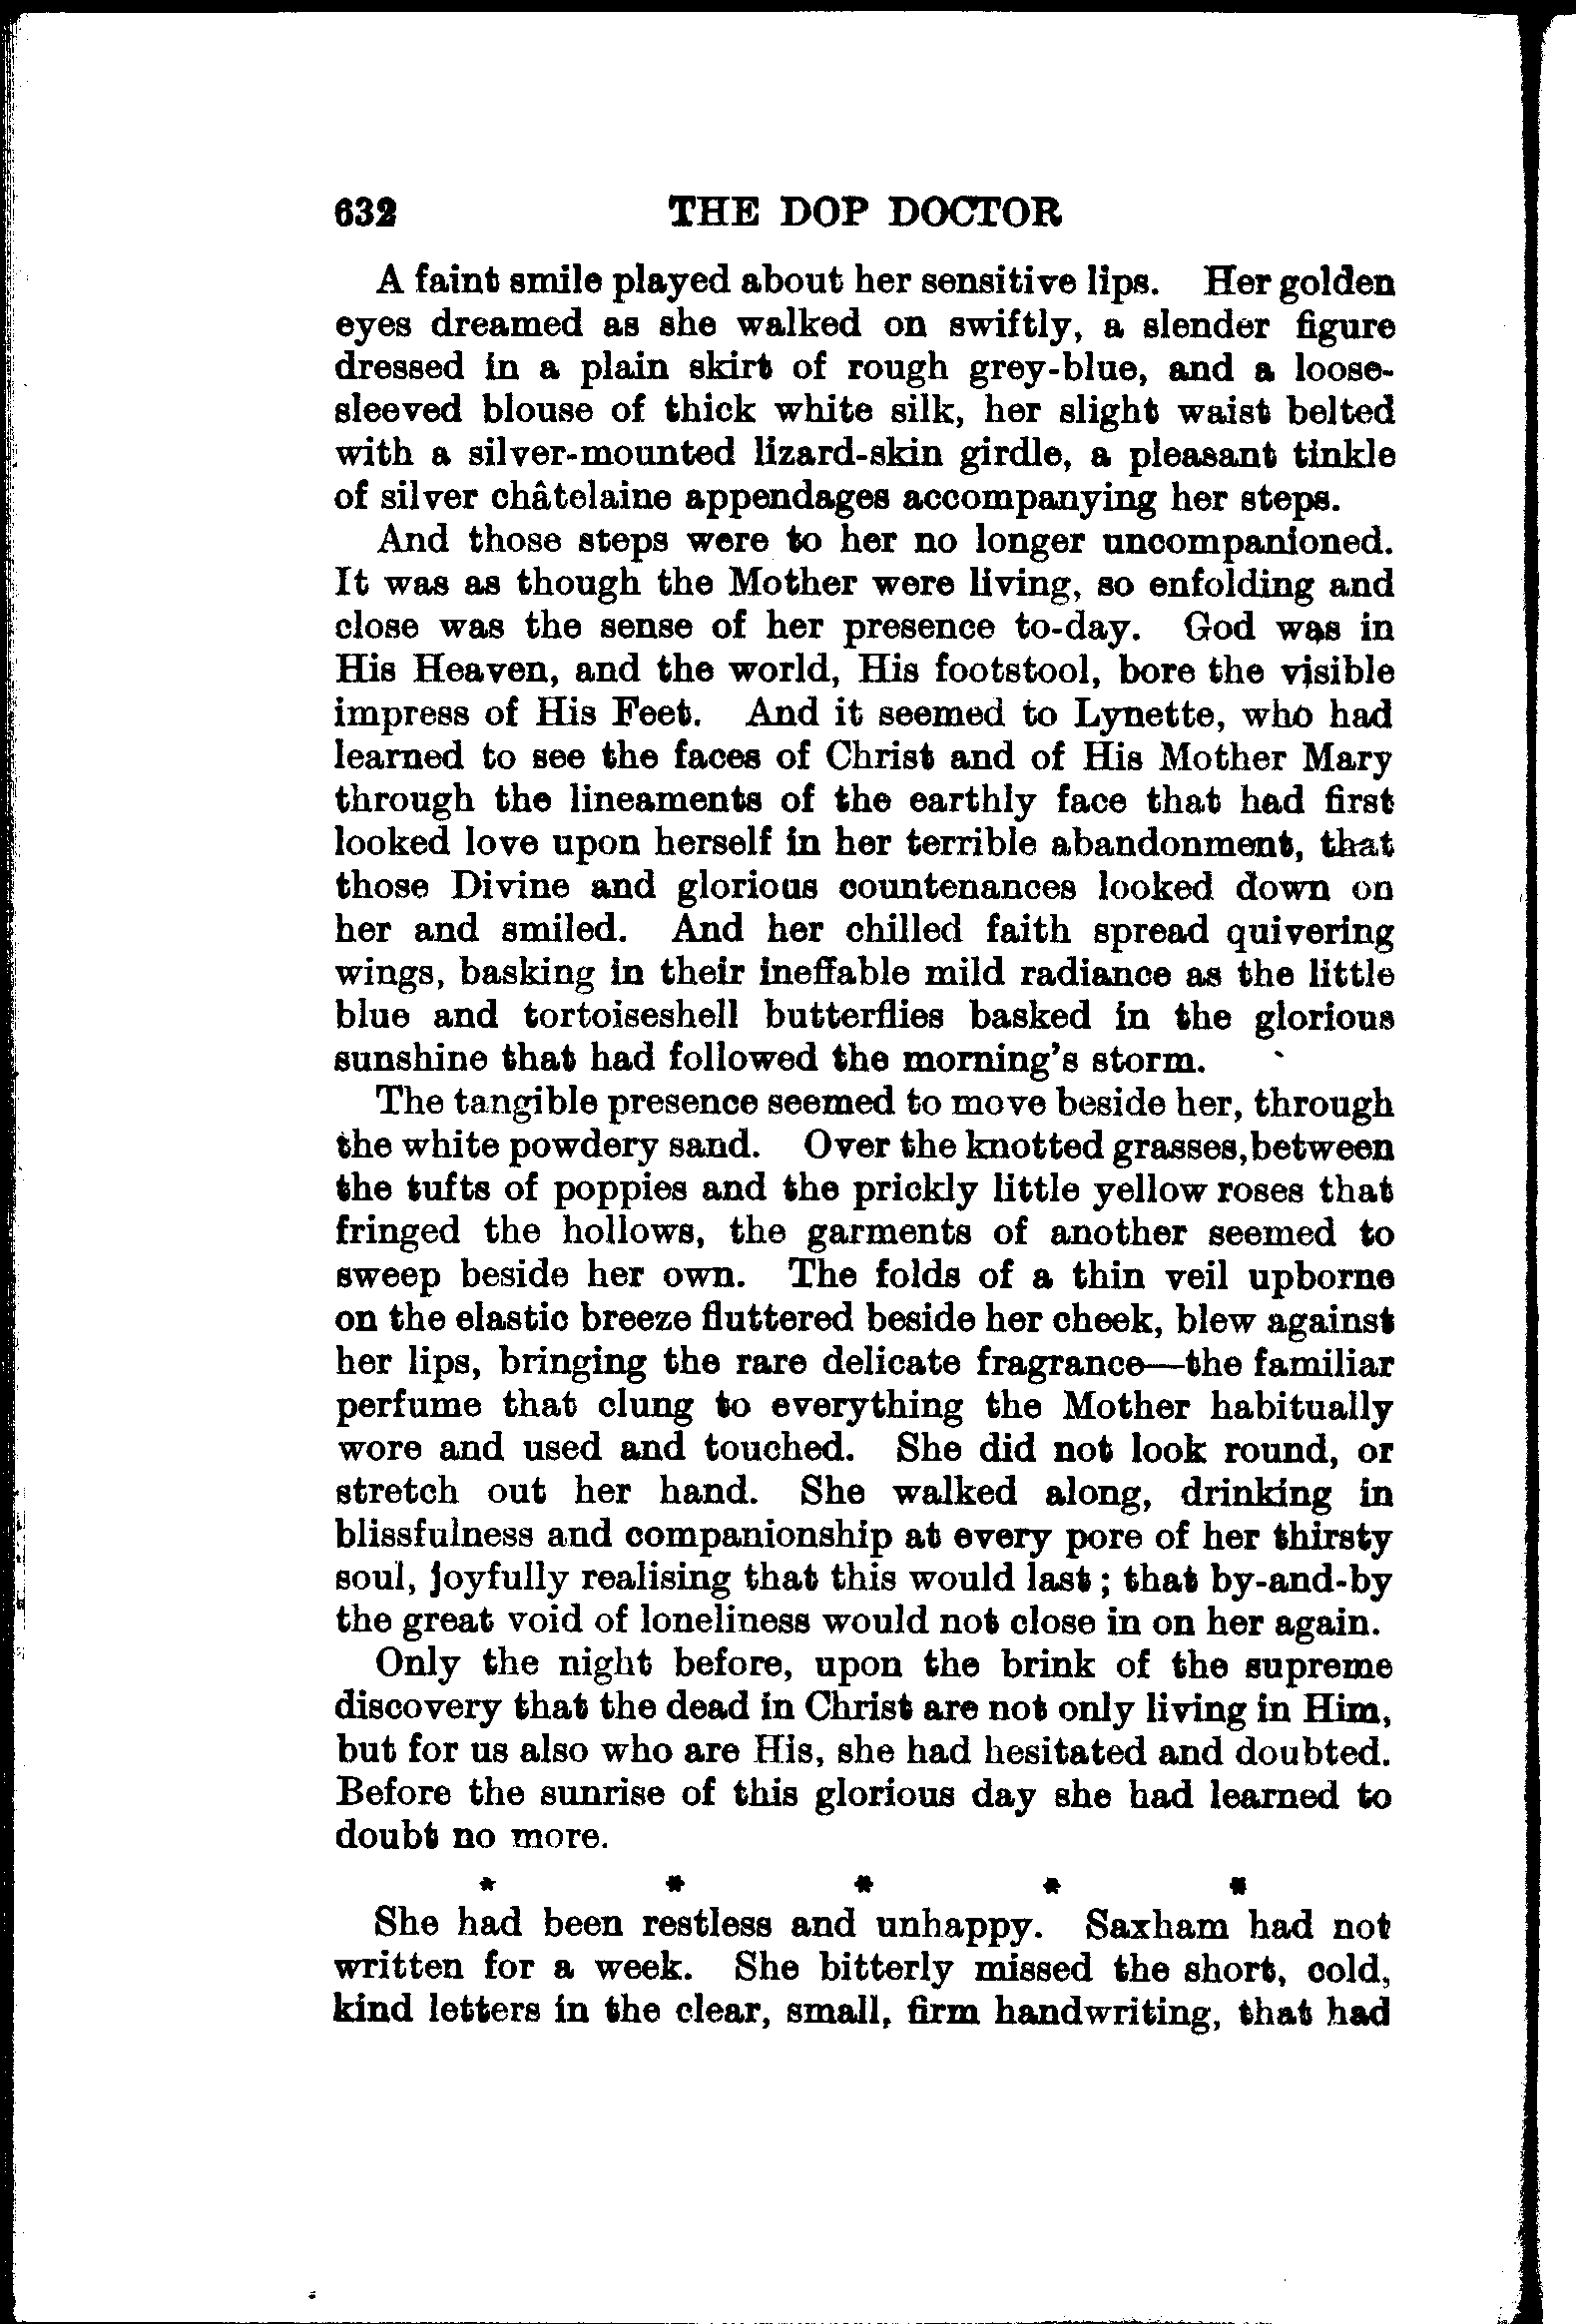 632 THE DOP DOCTOR
A faint smile played about her sensitive lips. Her golden
eyes dreamed as she walked on swiftly, a slender figure
dressed in a plain skirt of rough grey-blue, and a loose-
sleeved blouse of thick white silk, her slight waist belted
with a silver-mounted lizard-skin girdle, a pleasant tinkle
of silver châtelaine appendages accompanying her steps.
And those steps were to her no longer uncompanioned.
It was as though the Mother were living, so enfolding and
close was the sense of her presence to-day. God was in
His Heaven, and the world, His footstool, bore the visible
impress of His Feet. And it seemed to Lynette, who had
learned to see the faces of Christ and of His Mother Mary
through the lineaments of the earthly face that had first
looked love upon herself in her terrible abandonment, that
those Divine and glorious countenances looked down on
her and smiled. And her chilled faith spread quivering
wings, basking in their ineffable mild radiance as the little
blue and tortoiseshell butterflies basked in the glorious
sunshine that had followed the morning's storm.
The tangible presence seemed to move beside her, through
the white powdery sand. Over the knotted grasses, between
the tufts of poppies and the prickly little yellow roses that
fringed the hollows, the garments of another seemed to
sweep beside her own. The folds of a thin veil upborne
on the elastic breeze fluttered beside her cheek, blew against
her lips, bringing the rare delicate fragrance—the familiar
perfume that clung to everything the Mother habitually
wore and used and touched. She did not look round, or
stretch out her hand. She walked along, drinking in
blissfulness and companionship at every pore of her thirsty
soul, joyfully realising that this would last; that by-and-by
the great void of loneliness would not close in on her again.
Only the night before, upon the brink of the supreme
discovery that the dead in Christ are not only living in Him,
but for us also who are His, she had hesitated and doubted.
Before the sunrise of this glorious day she had learned to
doubt no more.
* * * * *
She had been restless and unhappy. Saxham had not
written for a week. She bitterly missed the short, cold,
kind letters in the clear, small, firm handwriting, that had